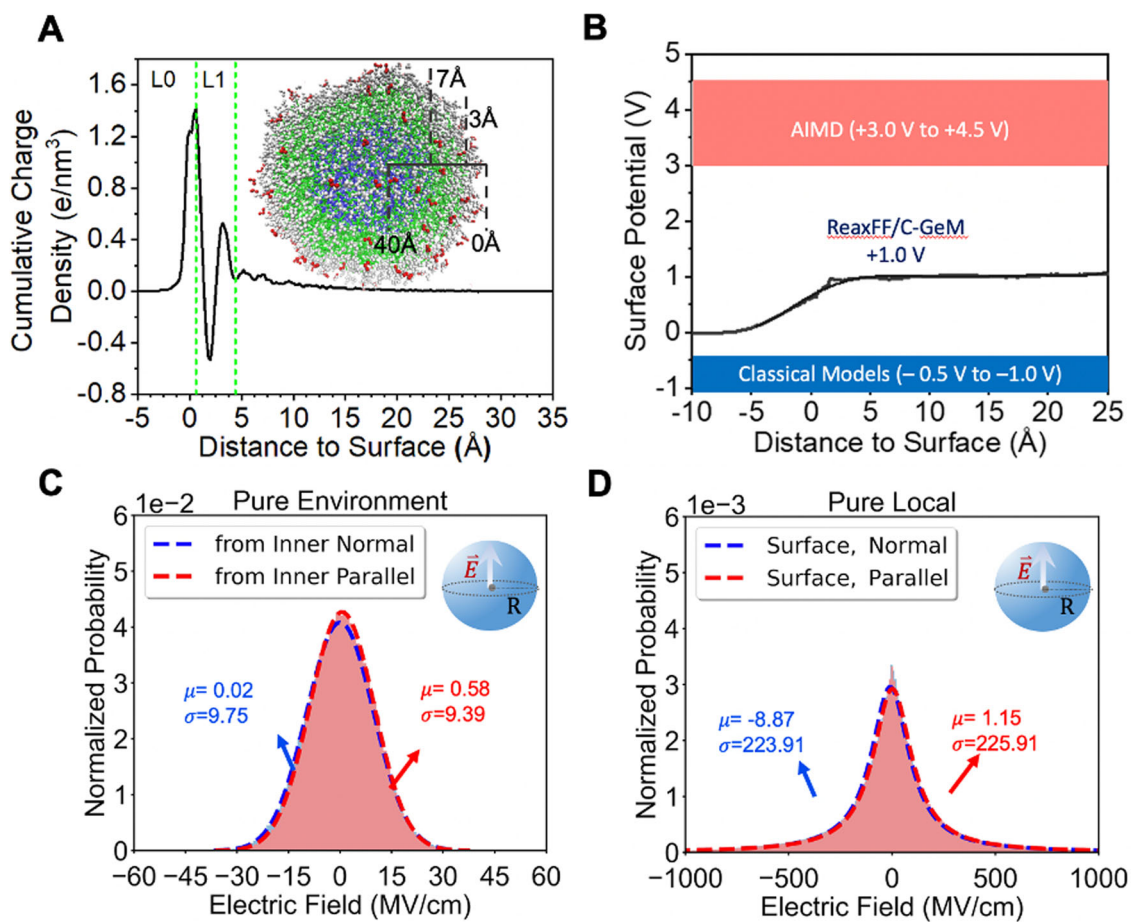 A
L0
L1
7Å
3Å
40Å
0Å
1.6
1.2
0.8
0.4
0.0
-0.4
-0.8
-5
0
5
10
15
20
25
30
35
Cumulative Charge
Density (e/nm³)
Distance to Surface (Å)
B
5
4
3
2
1
0
-1
AIMD (+3.0 V to +4.5 V)
ReaxFF/C-GeM
+1.0 V
Classical Models (– 0.5 V to –1.0 V)
-10
-5
0
5
10
15
20
25
Surface Potential (V)
Distance to Surface (Å)
C
1e−2
Pure Environment
from Inner Normal
from Inner Parallel
E
R
μ= 0.02
σ=9.75
μ= 0.58
σ=9.39
6
5
4
3
2
1
0
−60
−45
−30
−15
0
15
30
45
60
Normalized Probability
Electric Field (MV/cm)
D
1e−3
Pure Local
Surface, Normal
Surface, Parallel
E
R
μ= -8.87
σ=223.91
μ= 1.15
σ=225.91
6
5
4
3
2
1
0
−1000
−500
0
500
1000
Normalized Probability
Electric Field (MV/cm)